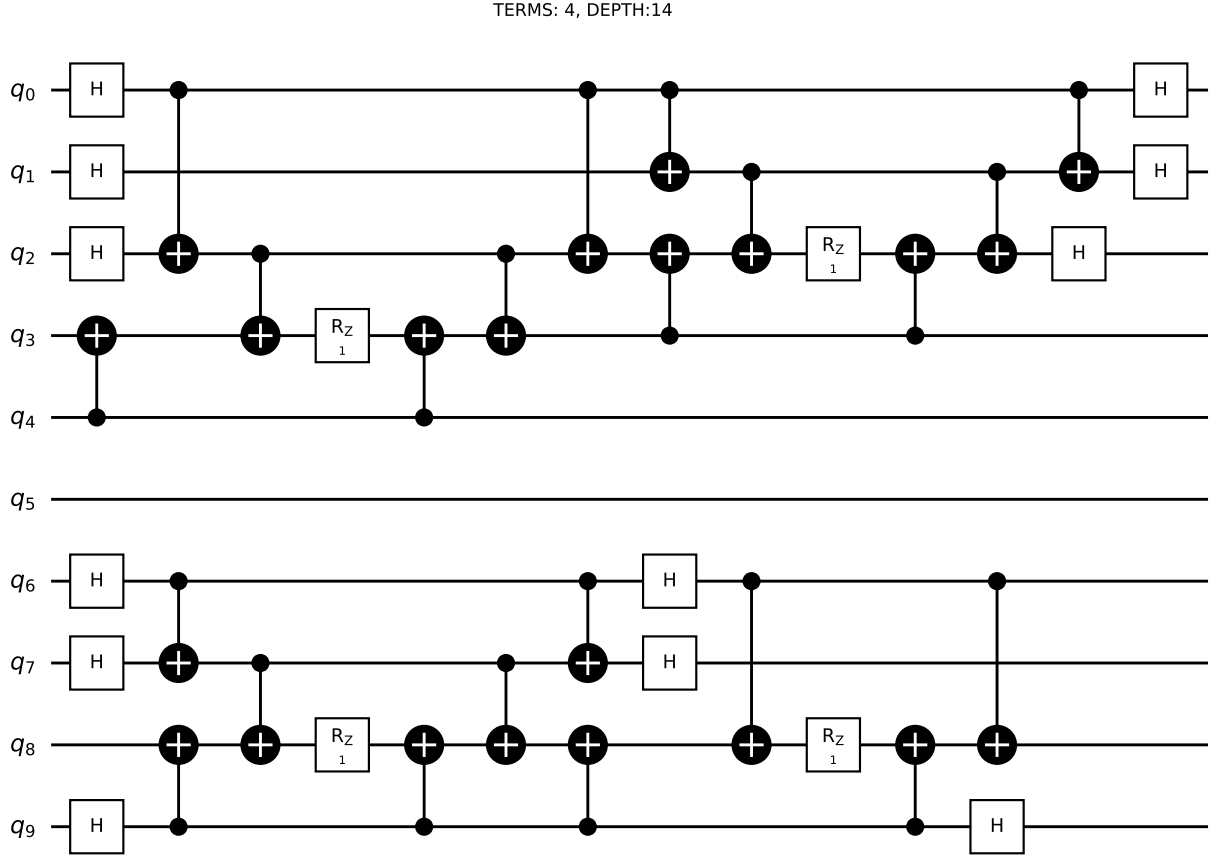 TERMS: 4, DEPTH:14
q0 H H
q1 H H
q2 H RZ 1 H
q3 RZ 1
q4
q5
q6 H H
q7 H H
q8 RZ 1 RZ 1
q9 H H